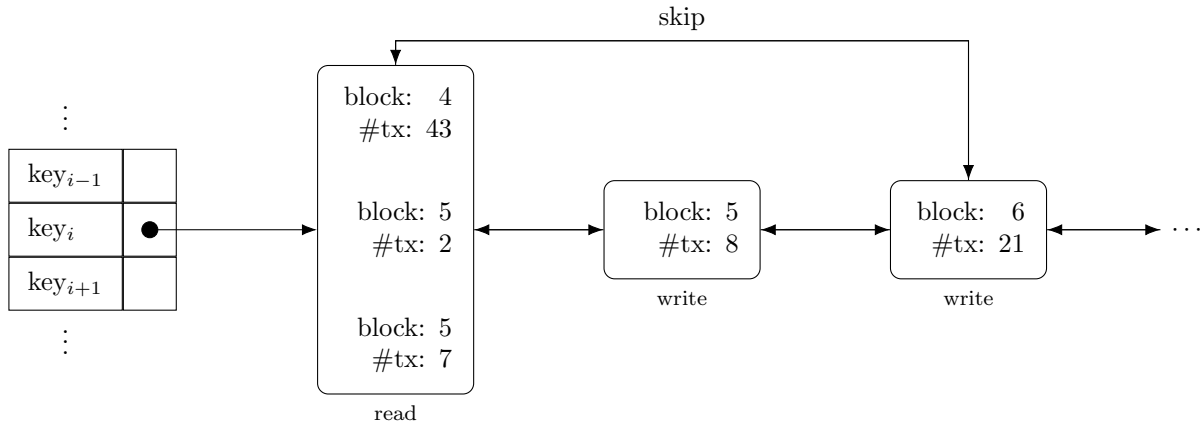 skip
⋮
key_{i−1}
key_i
key_{i+1}
⋮
block: 4
#tx: 43
block: 5
#tx: 2
block: 5
#tx: 7
read
block: 5
#tx: 8
write
block: 6
#tx: 21
write
⋯